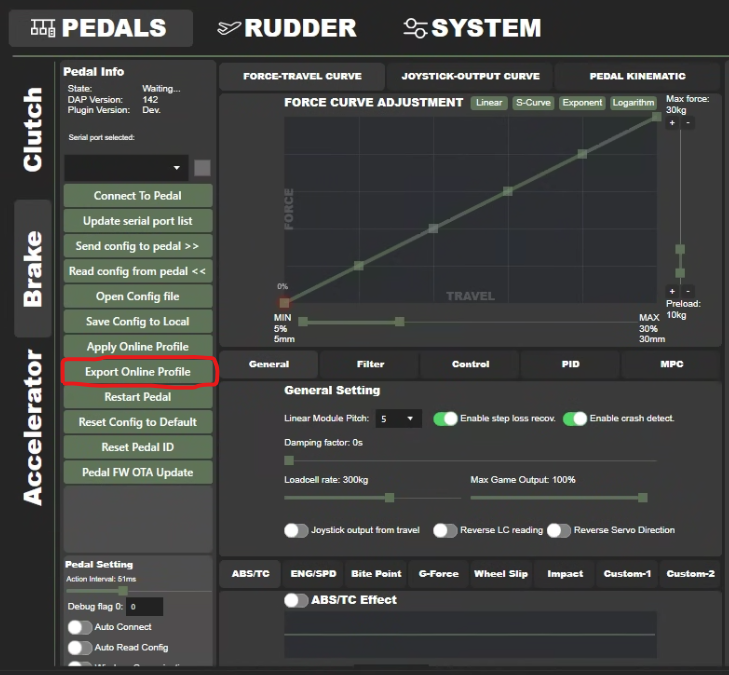 PEDALS
RUDDER
SYSTEM
Clutch
Brake
Accelerator
Pedal Info
State: Waiting...
DAP Version: 142
Plugin Version: Dev.
Serial port selected:
Connect To Pedal
Update serial port list
Send config to pedal >>
Read config from pedal <<
Open Config file
Save Config to Local
Apply Online Profile
Export Online Profile
Restart Pedal
Reset Config to Default
Reset Pedal ID
Pedal FW OTA Update
Pedal Setting
Action Interval: 51ms
Debug flag 0: 0
Auto Connect
Auto Read Config
FORCE-TRAVEL CURVE
JOYSTICK-OUTPUT CURVE
PEDAL KINEMATIC
FORCE CURVE ADJUSTMENT
Linear
S-Curve
Exponent
Logarithm
Max force:
30kg
+ -
FORCE
0%
TRAVEL
+ -
Preload:
10kg
MIN
5%
5mm
MAX
30%
30mm
General
Filter
Control
PID
MPC
General Setting
Linear Module Pitch: 5
Enable step loss recov.
Enable crash detect.
Damping factor: 0s
Loadcell rate: 300kg
Max Game Output: 100%
Joystick output from travel
Reverse LC reading
Reverse Servo Direction
ABS/TC
ENG/SPD
Bite Point
G-Force
Wheel Slip
Impact
Custom-1
Custom-2
ABS/TC Effect